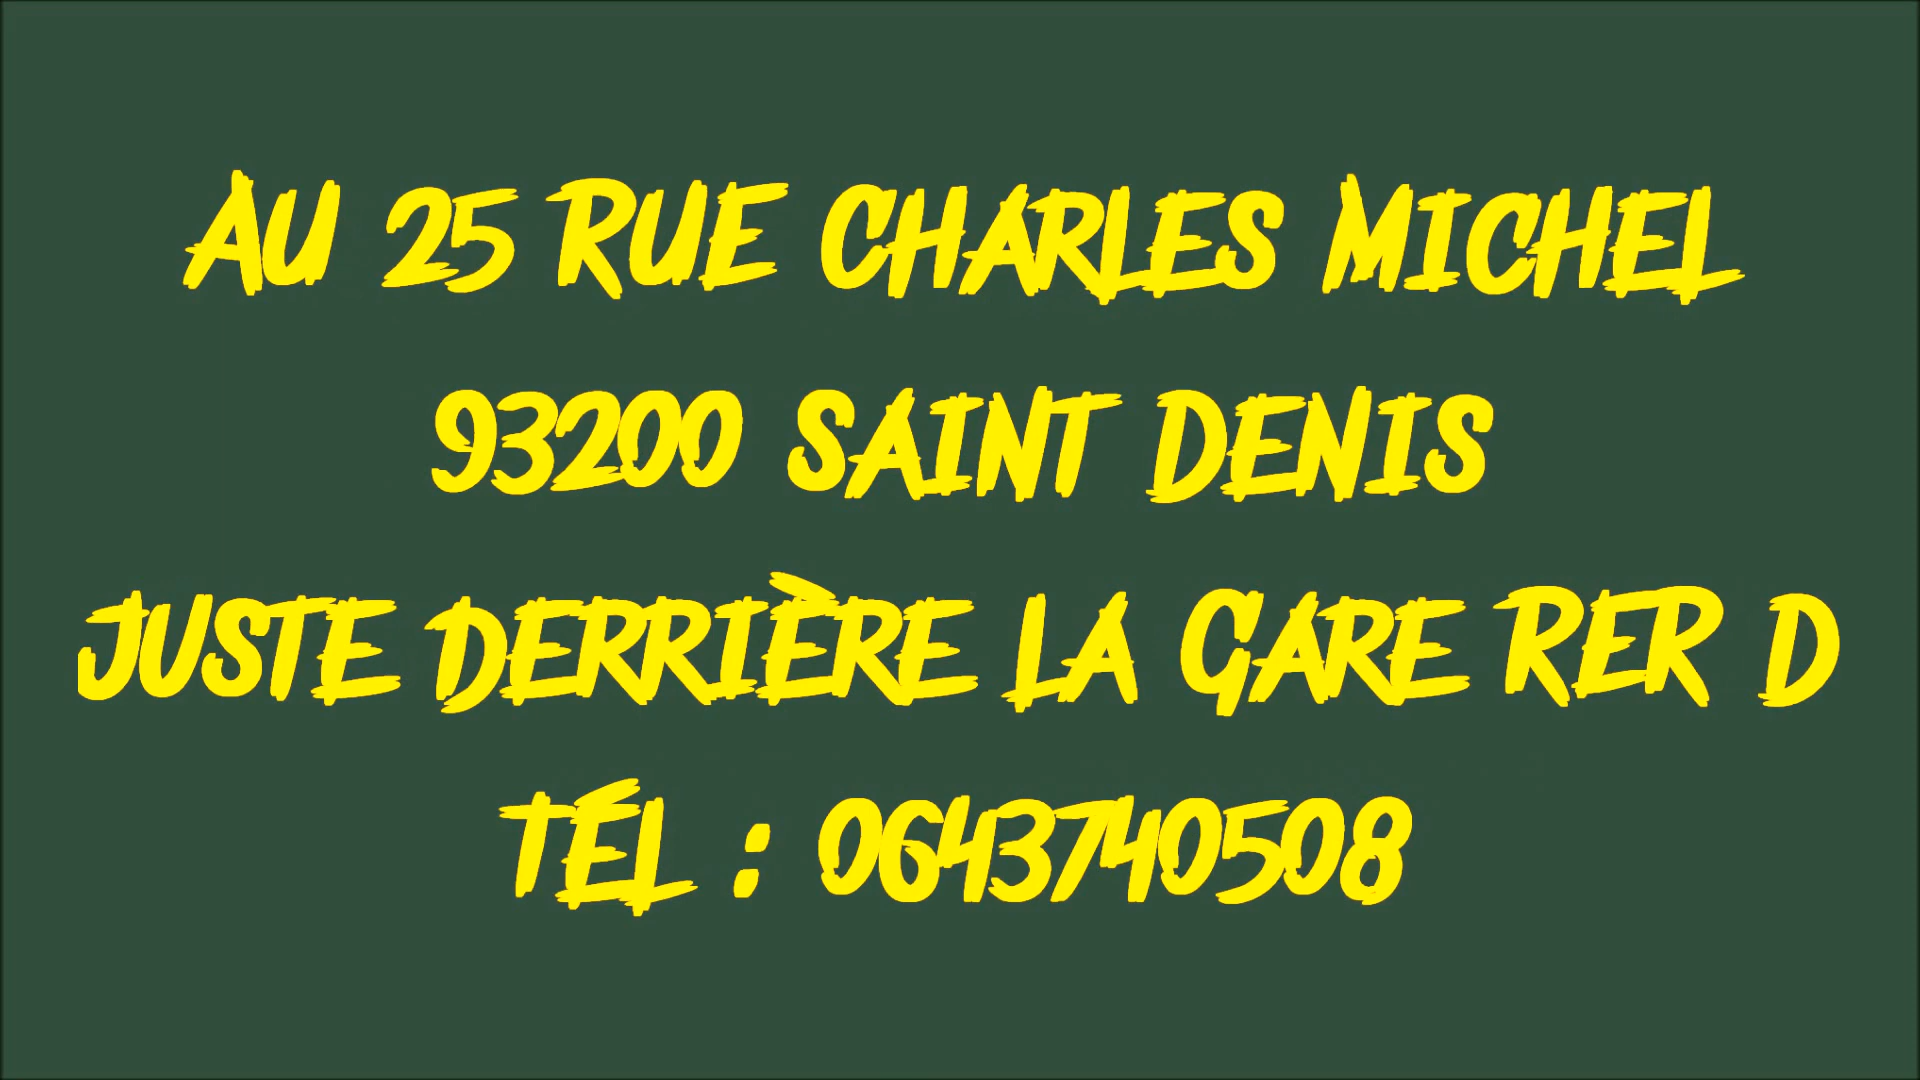 AU 25 RUE CHARLES MICHEL
93200 SAINT DENIS
JUSTE DERRIÈRE LA GARE RER D
TÉL : 0643740508